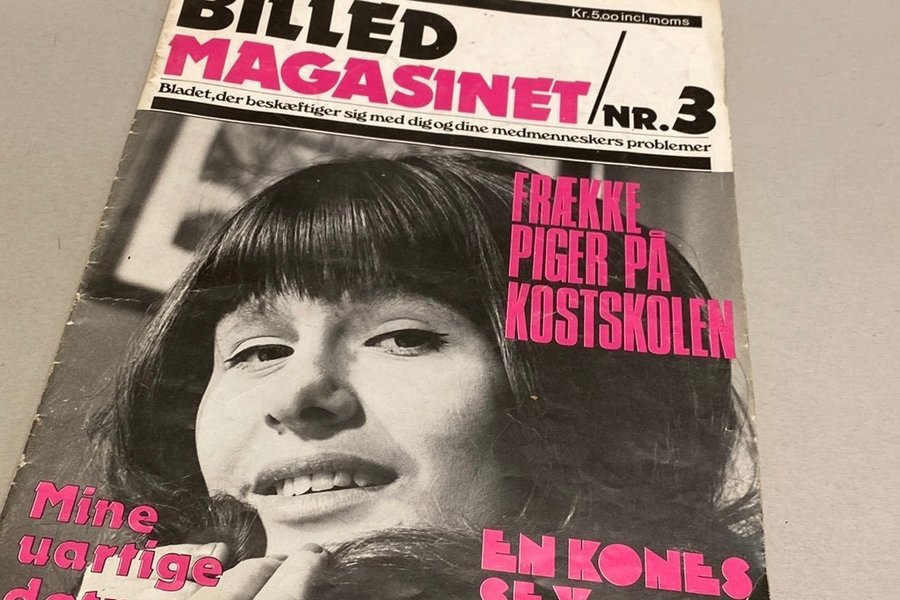 Kr. 5,00 incl. moms
BILLED
MAGASINET/NR.3
Bladet, der beskæftiger sig med dig og dine medmenneskers problemer
FRÆKKE
PIGER PÅ
KOSTSKOLEN
Mine
uartige
EN KONES